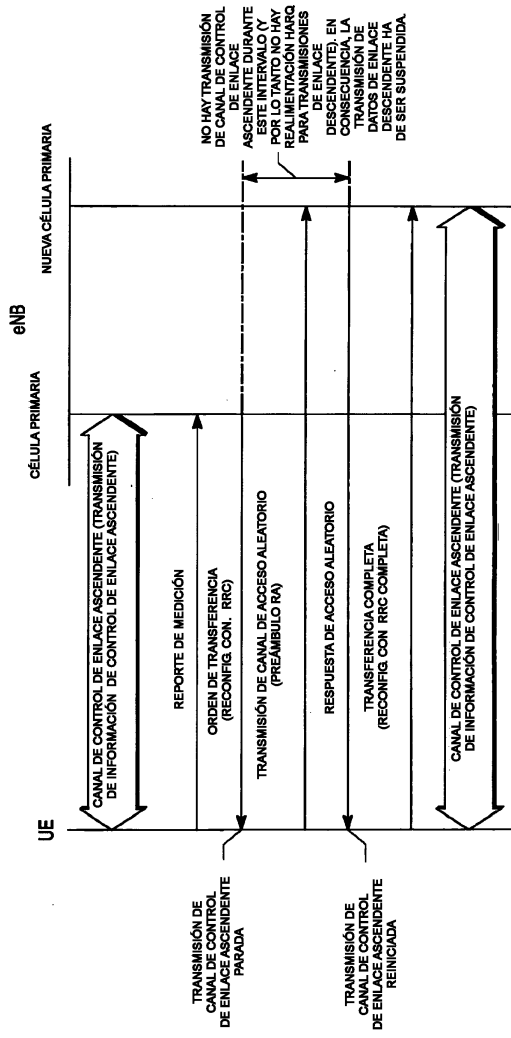 eNB
UE
CÉLULA PRIMARIA
NUEVA CÉLULA PRIMARIA
CANAL DE CONTROL DE ENLACE ASCENDENTE (TRANSMISIÓN
DE INFORMACIÓN DE CONTROL DE ENLACE ASCENDENTE)
REPORTE DE MEDICIÓN
ORDEN DE TRANSFERENCIA
(RECONFIG. CON. RRC)
TRANSMISIÓN DE
CANAL DE CONTROL
DE ENLACE ASCENDENTE
PARADA
TRANSMISIÓN DE CANAL DE ACCESO ALEATORIO
(PREÁMBULO RA)
NO HAY TRANSMISIÓN
DE CANAL DE CONTROL
DE ENLACE
ASCENDENTE DURANTE
ESTE INTERVALO (Y
POR LO TANTO NO HAY
REALIMENTACIÓN HARQ
PARA TRANSMISIONES
DE ENLACE
DESCENDENTE). EN
CONSECUENCIA, LA
TRANSMISIÓN DE
DATOS DE ENLACE
DESCENDENTE HA
DE SER SUSPENDIDA.
RESPUESTA DE ACCESO ALEATORIO
TRANSMISIÓN DE
CANAL DE CONTROL
DE ENLACE ASCENDENTE
REINICIADA
TRANSFERENCIA COMPLETA
(RECONFIG. CON RRC COMPLETA)
CANAL DE CONTROL DE ENLACE ASCENDENTE (TRANSMISIÓN
DE INFORMACIÓN DE CONTROL DE ENLACE ASCENDENTE)